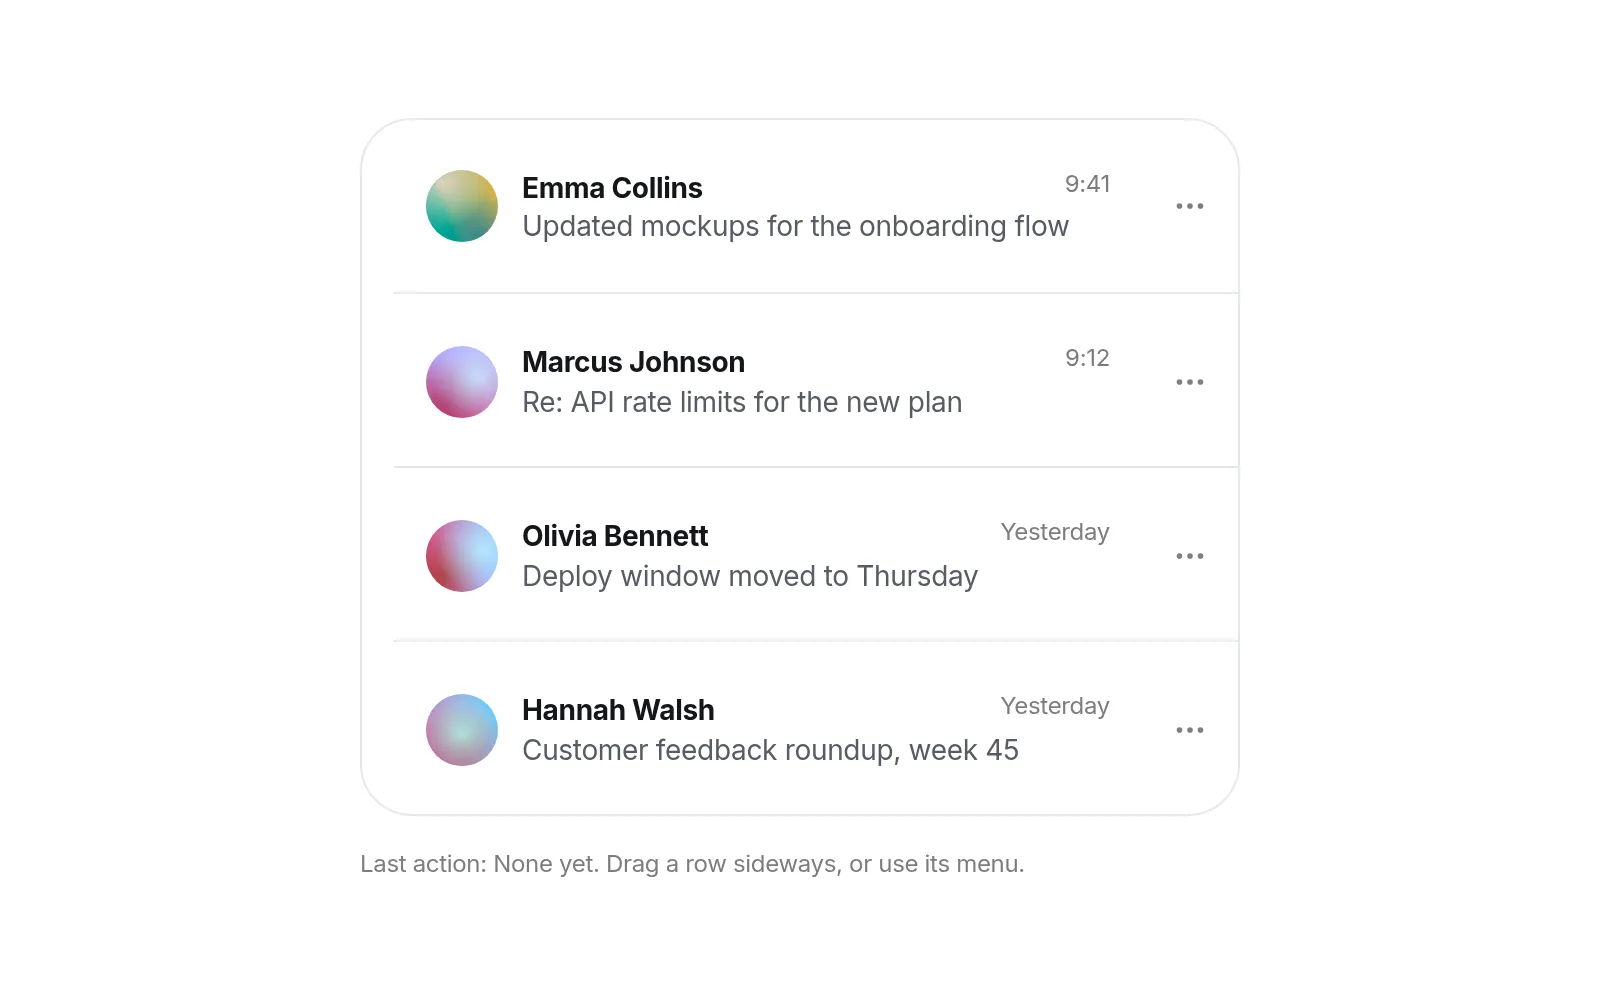 Emma Collins
9:41
Updated mockups for the onboarding flow
Marcus Johnson
9:12
Re: API rate limits for the new plan
Olivia Bennett
Yesterday
Deploy window moved to Thursday
Hannah Walsh
Yesterday
Customer feedback roundup, week 45
Last action: None yet. Drag a row sideways, or use its menu.